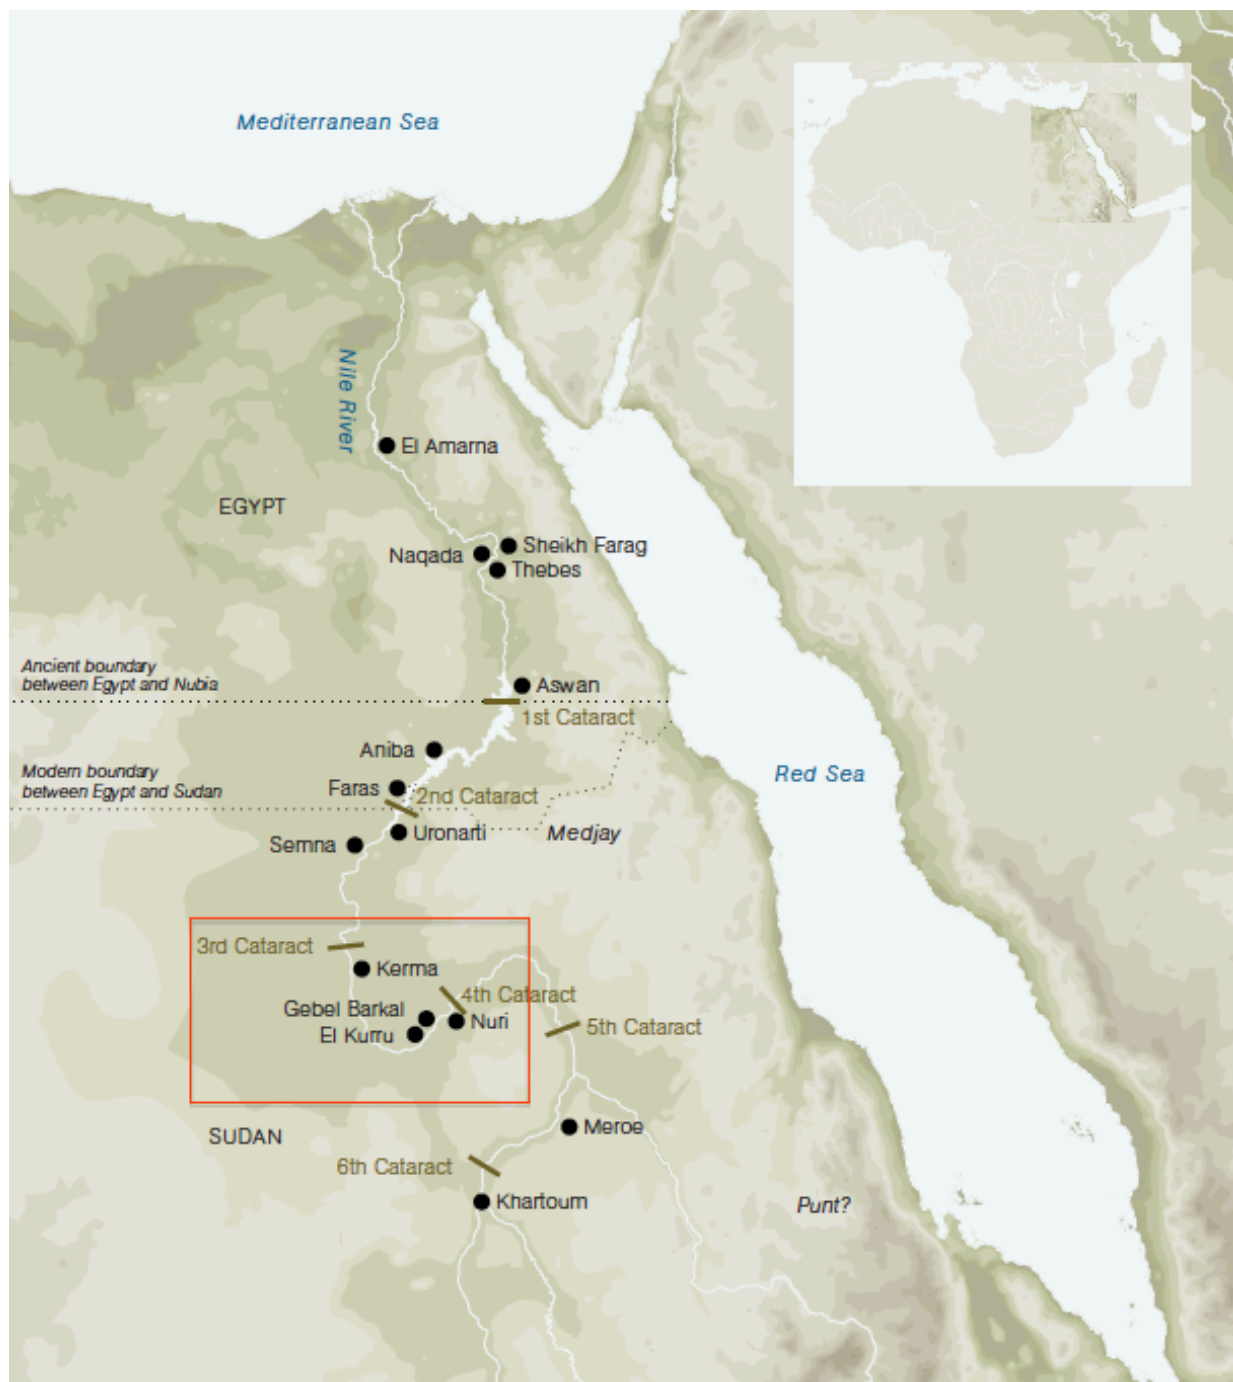 Mediterranean Sea
Nile River
El Amarna
EGYPT
Sheikh Farag
Naqada
Thebes
Ancient boundary
between Egypt and Nubia
Aswan
1st Cataract
Aniba
Modern boundary
between Egypt and Sudan
Red Sea
Faras
2nd Cataract
Uronarti
Medjay
Semna
3rd Cataract
Kerma
4th Cataract
Gebel Barkal
Nuri
5th Cataract
El Kurru
Meroe
SUDAN
6th Cataract
Khartoum
Punt?